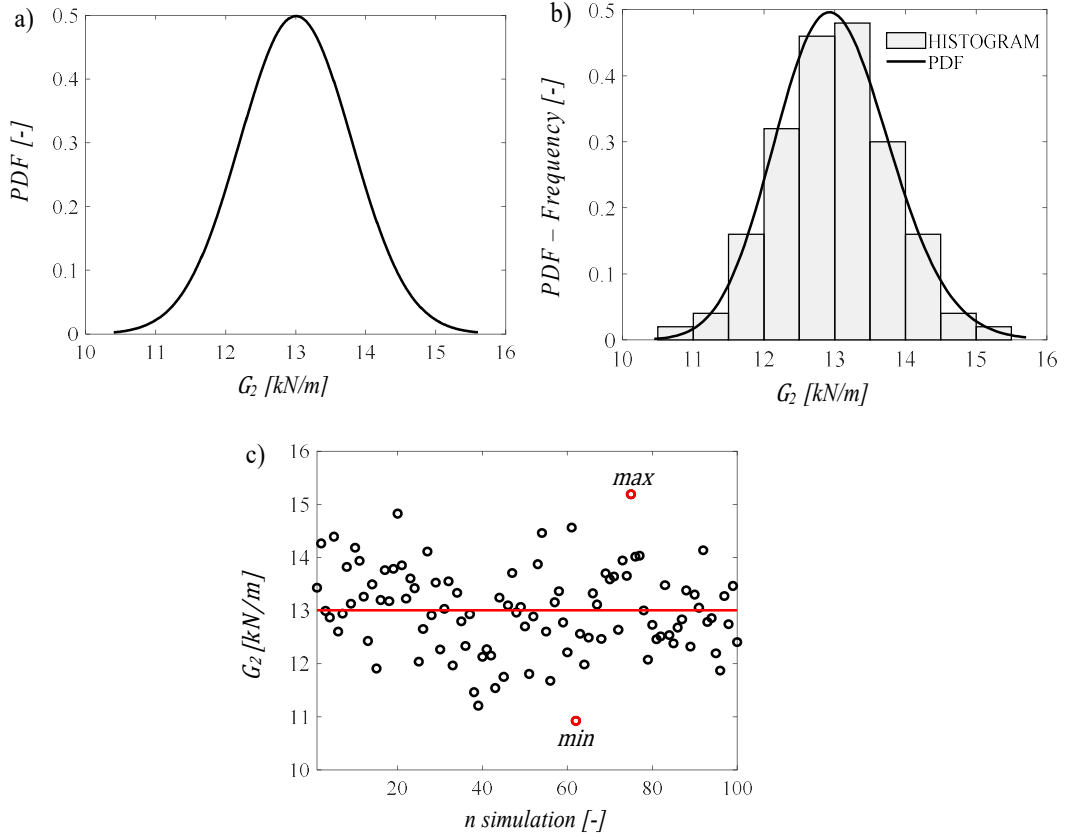 a)
0.5
0.4
0.3
0.2
0.1
0
PDF [-]
10 11 12 13 14 15 16
G2 [kN/m]
b)
0.5
0.4
0.3
0.2
0.1
0
PDF – Frequency [-]
HISTOGRAM
PDF
10 11 12 13 14 15 16
G2 [kN/m]
c)
16
15
14
13
12
11
10
G2 [kN/m]
max
min
20 40 60 80 100
n simulation [-]